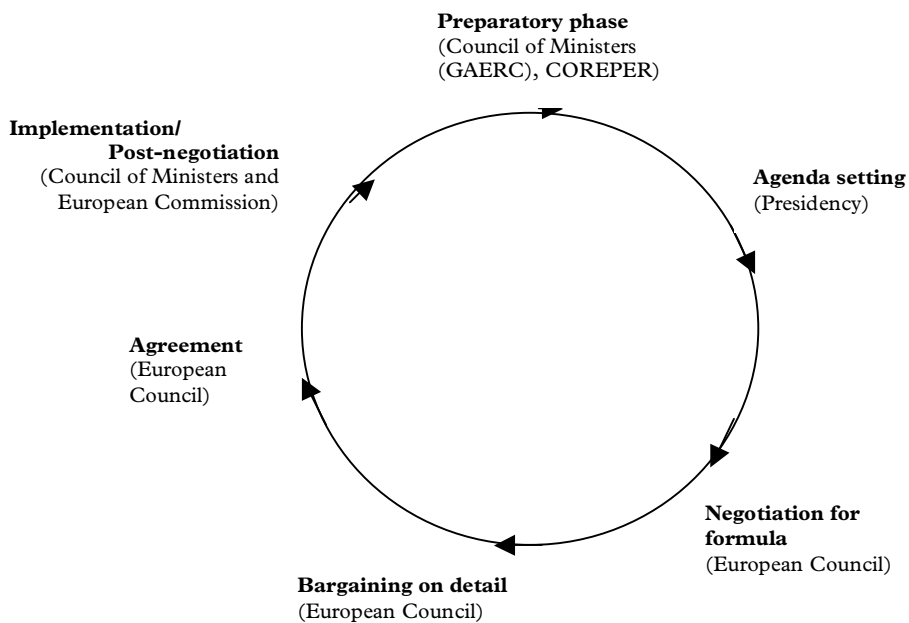 Preparatory phase
(Council of Ministers
(GAERC), COREPER)
Agenda setting
(Presidency)
Negotiation for
formula
(European Council)
Bargaining on detail
(European Council)
Agreement
(European
Council)
Implementation/
Post-negotiation
(Council of Ministers and
European Commission)